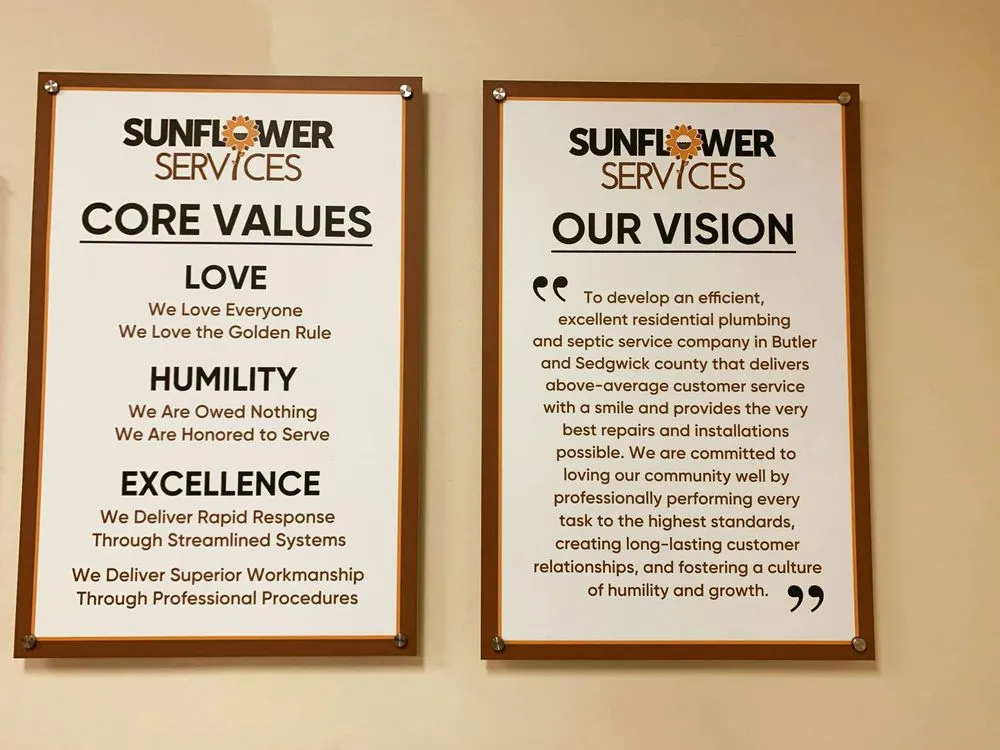 SUNFLOWER
SERVICES
CORE VALUES
LOVE
We Love Everyone
We Love the Golden Rule
HUMILITY
We Are Owed Nothing
We Are Honored to Serve
EXCELLENCE
We Deliver Rapid Response
Through Streamlined Systems
We Deliver Superior Workmanship
Through Professional Procedures
SUNFLOWER
SERVICES
OUR VISION
“ To develop an efficient,
excellent residential plumbing
and septic service company in Butler
and Sedgwick county that delivers
above-average customer service
with a smile and provides the very
best repairs and installations
possible. We are committed to
loving our community well by
professionally performing every
task to the highest standards,
creating long-lasting customer
relationships, and fostering a culture
of humility and growth. ”